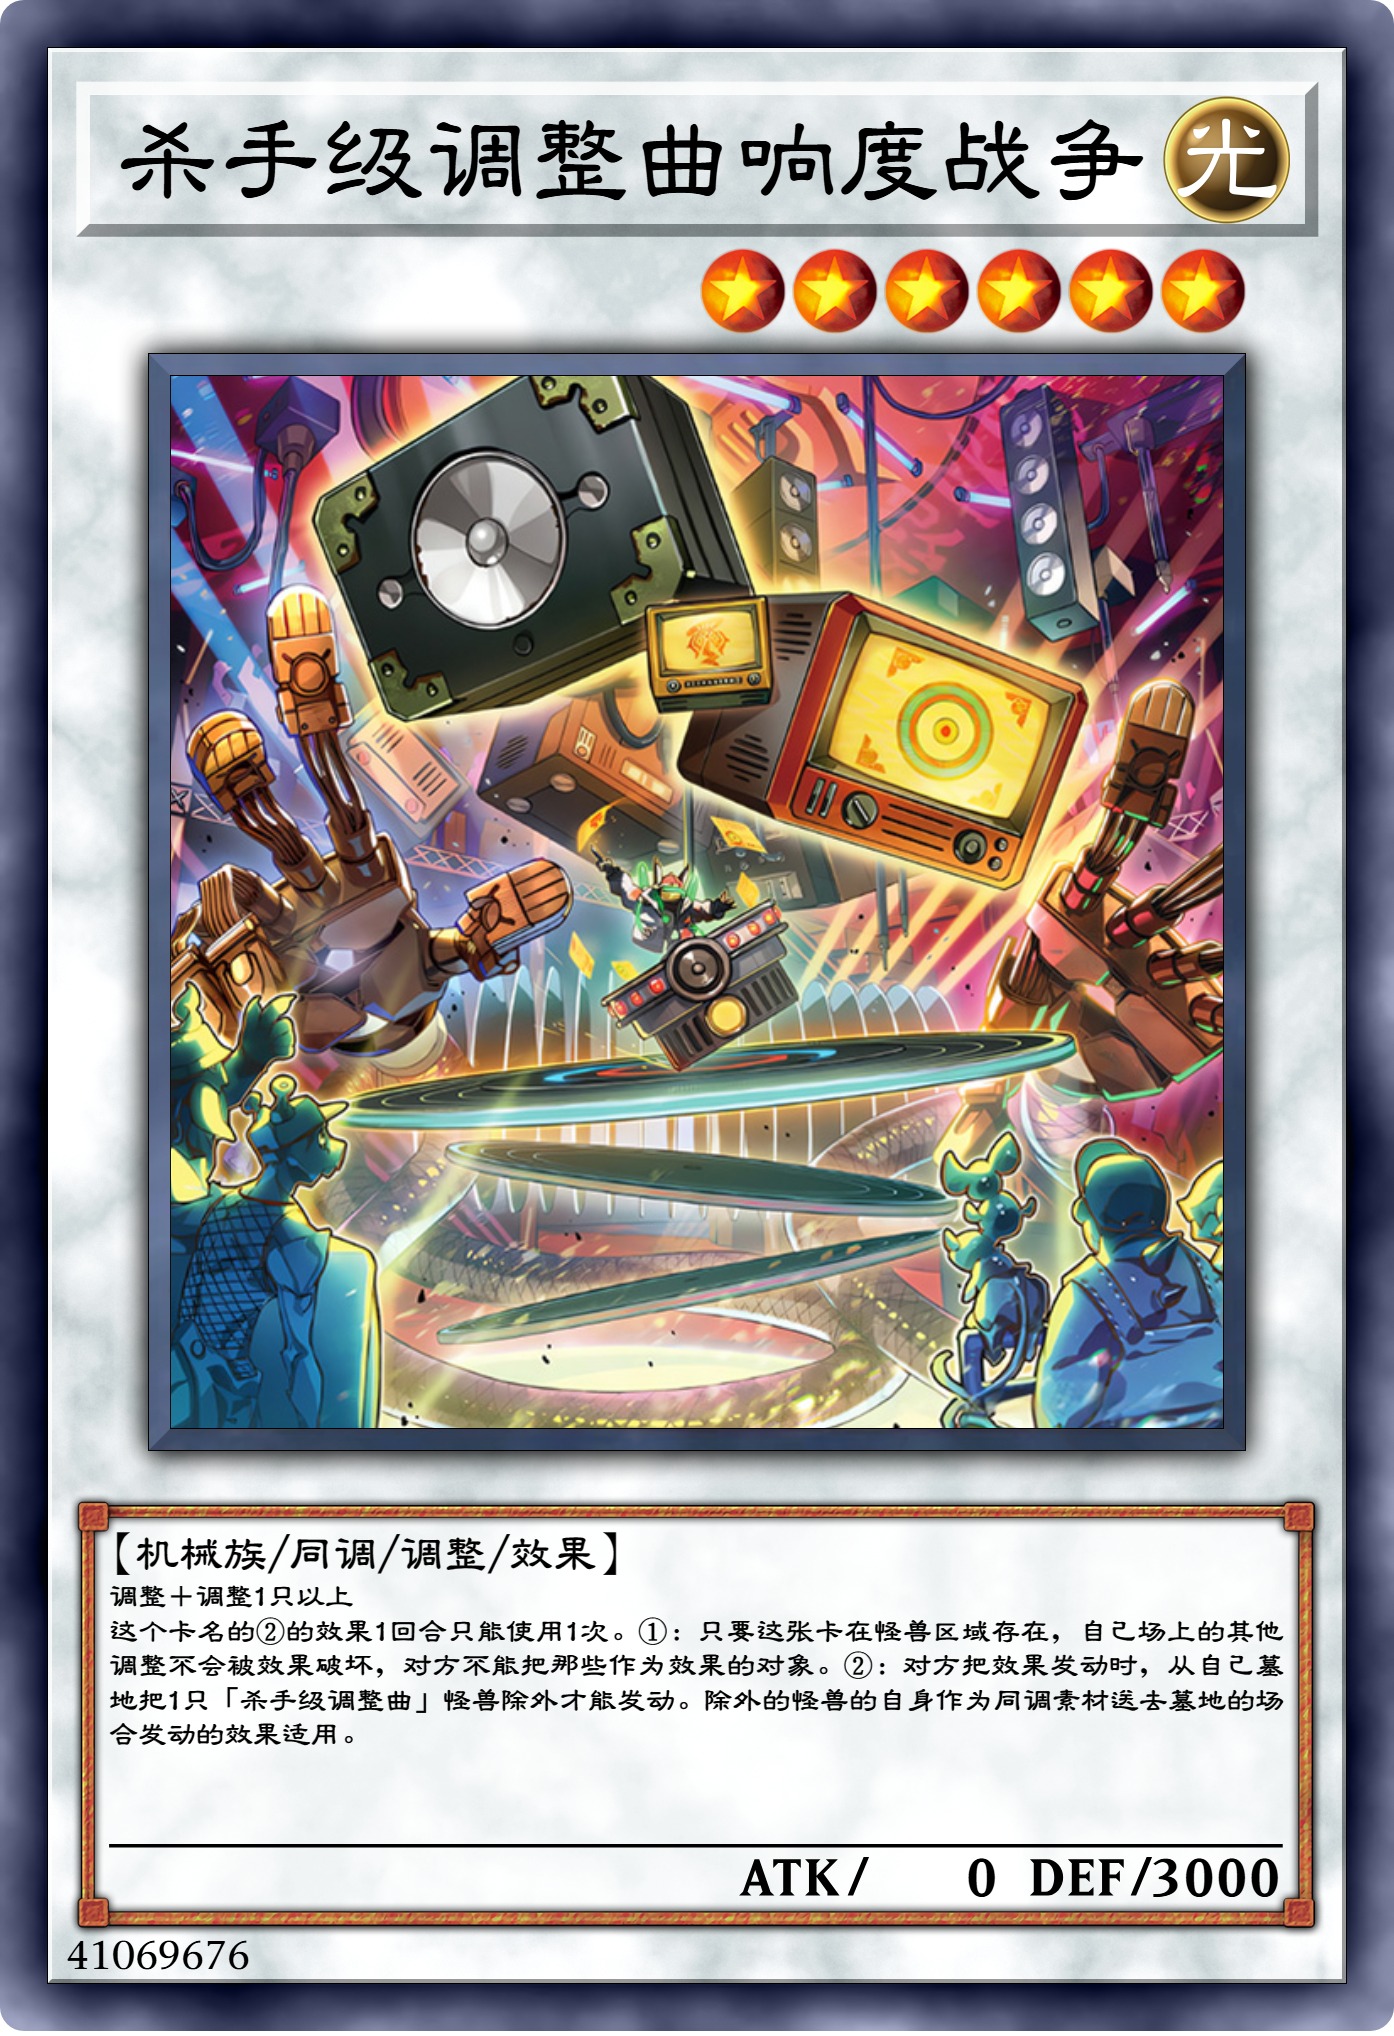 杀手级调整曲响度战争 光
【机械族/同调/调整/效果】
调整＋调整1只以上
这个卡名的②的效果1回合只能使用1次。①：只要这张卡在怪兽区域存在，自己场上的其他
调整不会被效果破坏，对方不能把那些作为效果的对象。②：对方把效果发动时，从自己墓
地把1只「杀手级调整曲」怪兽除外才能发动。除外的怪兽的自身作为同调素材送去墓地的场
合发动的效果适用。
ATK/ 0 DEF/3000
41069676